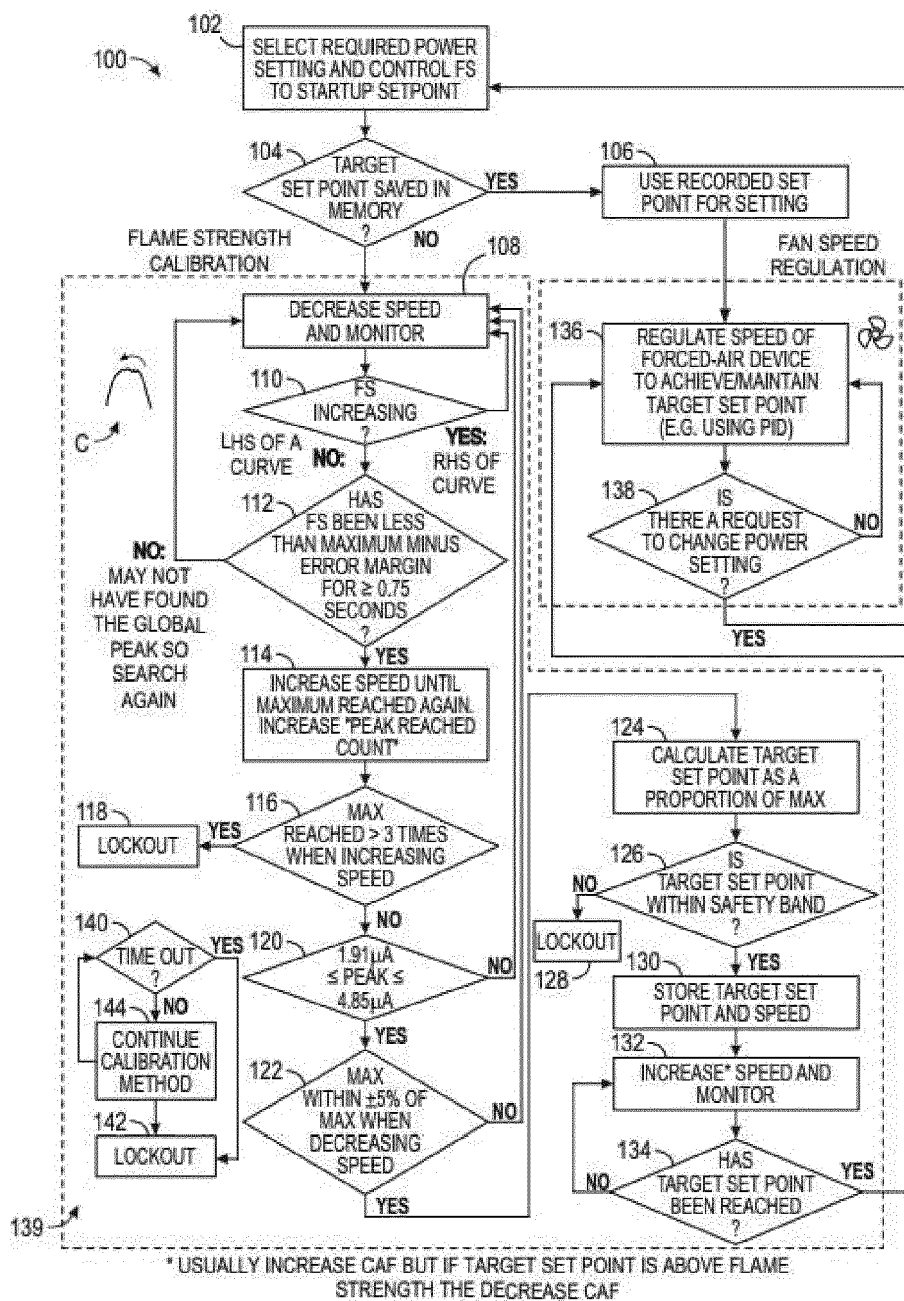 100
102
SELECT REQUIRED POWER
SETTING AND CONTROL FS
TO STARTUP SETPOINT
104
TARGET
SET POINT SAVED IN
MEMORY
?
YES
NO
106
USE RECORDED SET
POINT FOR SETTING
FLAME STRENGTH
CALIBRATION
108
DECREASE SPEED
AND MONITOR
110
FS
INCREASING
?
C
LHS OF A
CURVE
NO:
YES:
RHS OF
CURVE
112
HAS
FS BEEN LESS
THAN MAXIMUM MINUS
ERROR MARGIN
FOR ≥ 0.75
SECONDS
?
NO:
MAY NOT
HAVE FOUND
THE GLOBAL
PEAK SO
SEARCH
AGAIN
YES
114
INCREASE SPEED UNTIL
MAXIMUM REACHED AGAIN.
INCREASE "PEAK REACHED
COUNT"
116
MAX
REACHED > 3 TIMES
WHEN INCREASING
SPEED
YES
118
LOCKOUT
NO
120
1.91µA
≤ PEAK ≤
4.85µA
NO
YES
122
MAX
WITHIN ±5% OF
MAX WHEN
DECREASING
SPEED
NO
YES
140
TIME OUT
?
YES
NO
144
CONTINUE
CALIBRATION
METHOD
142
LOCKOUT
139
FAN SPEED
REGULATION
136
REGULATE SPEED OF
FORCED-AIR DEVICE
TO ACHIEVE/MAINTAIN
TARGET SET POINT
(E.G. USING PID)
138
IS
THERE A REQUEST
TO CHANGE POWER
SETTING
?
NO
YES
124
CALCULATE TARGET
SET POINT AS A
PROPORTION OF MAX
126
IS
TARGET SET POINT
WITHIN SAFETY BAND
?
NO
LOCKOUT
128
YES
130
STORE TARGET SET
POINT AND SPEED
132
INCREASE* SPEED AND
MONITOR
134
HAS
TARGET SET POINT
BEEN REACHED
?
NO
YES
* USUALLY INCREASE CAF BUT IF TARGET SET POINT IS ABOVE FLAME
STRENGTH THE DECREASE CAF